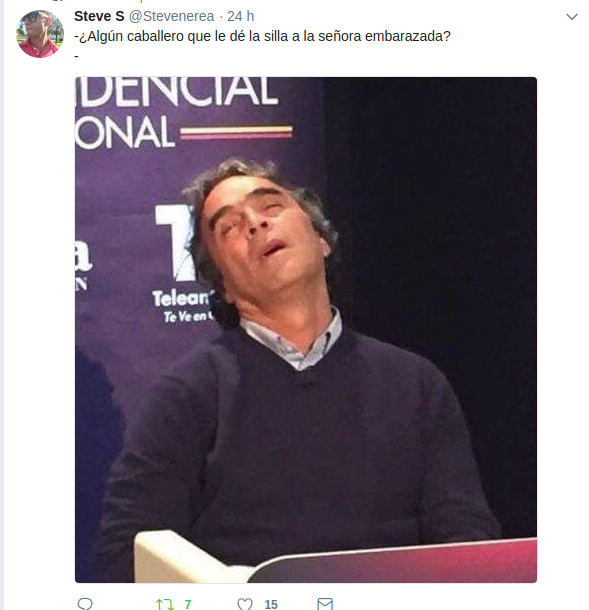 Steve S @Stevenerea · 24 h
-¿Algún caballero que le dé la silla a la señora embarazada?
-
DENCIAL
ONAL
a
N
T
Telean
Te Ve en
7
15